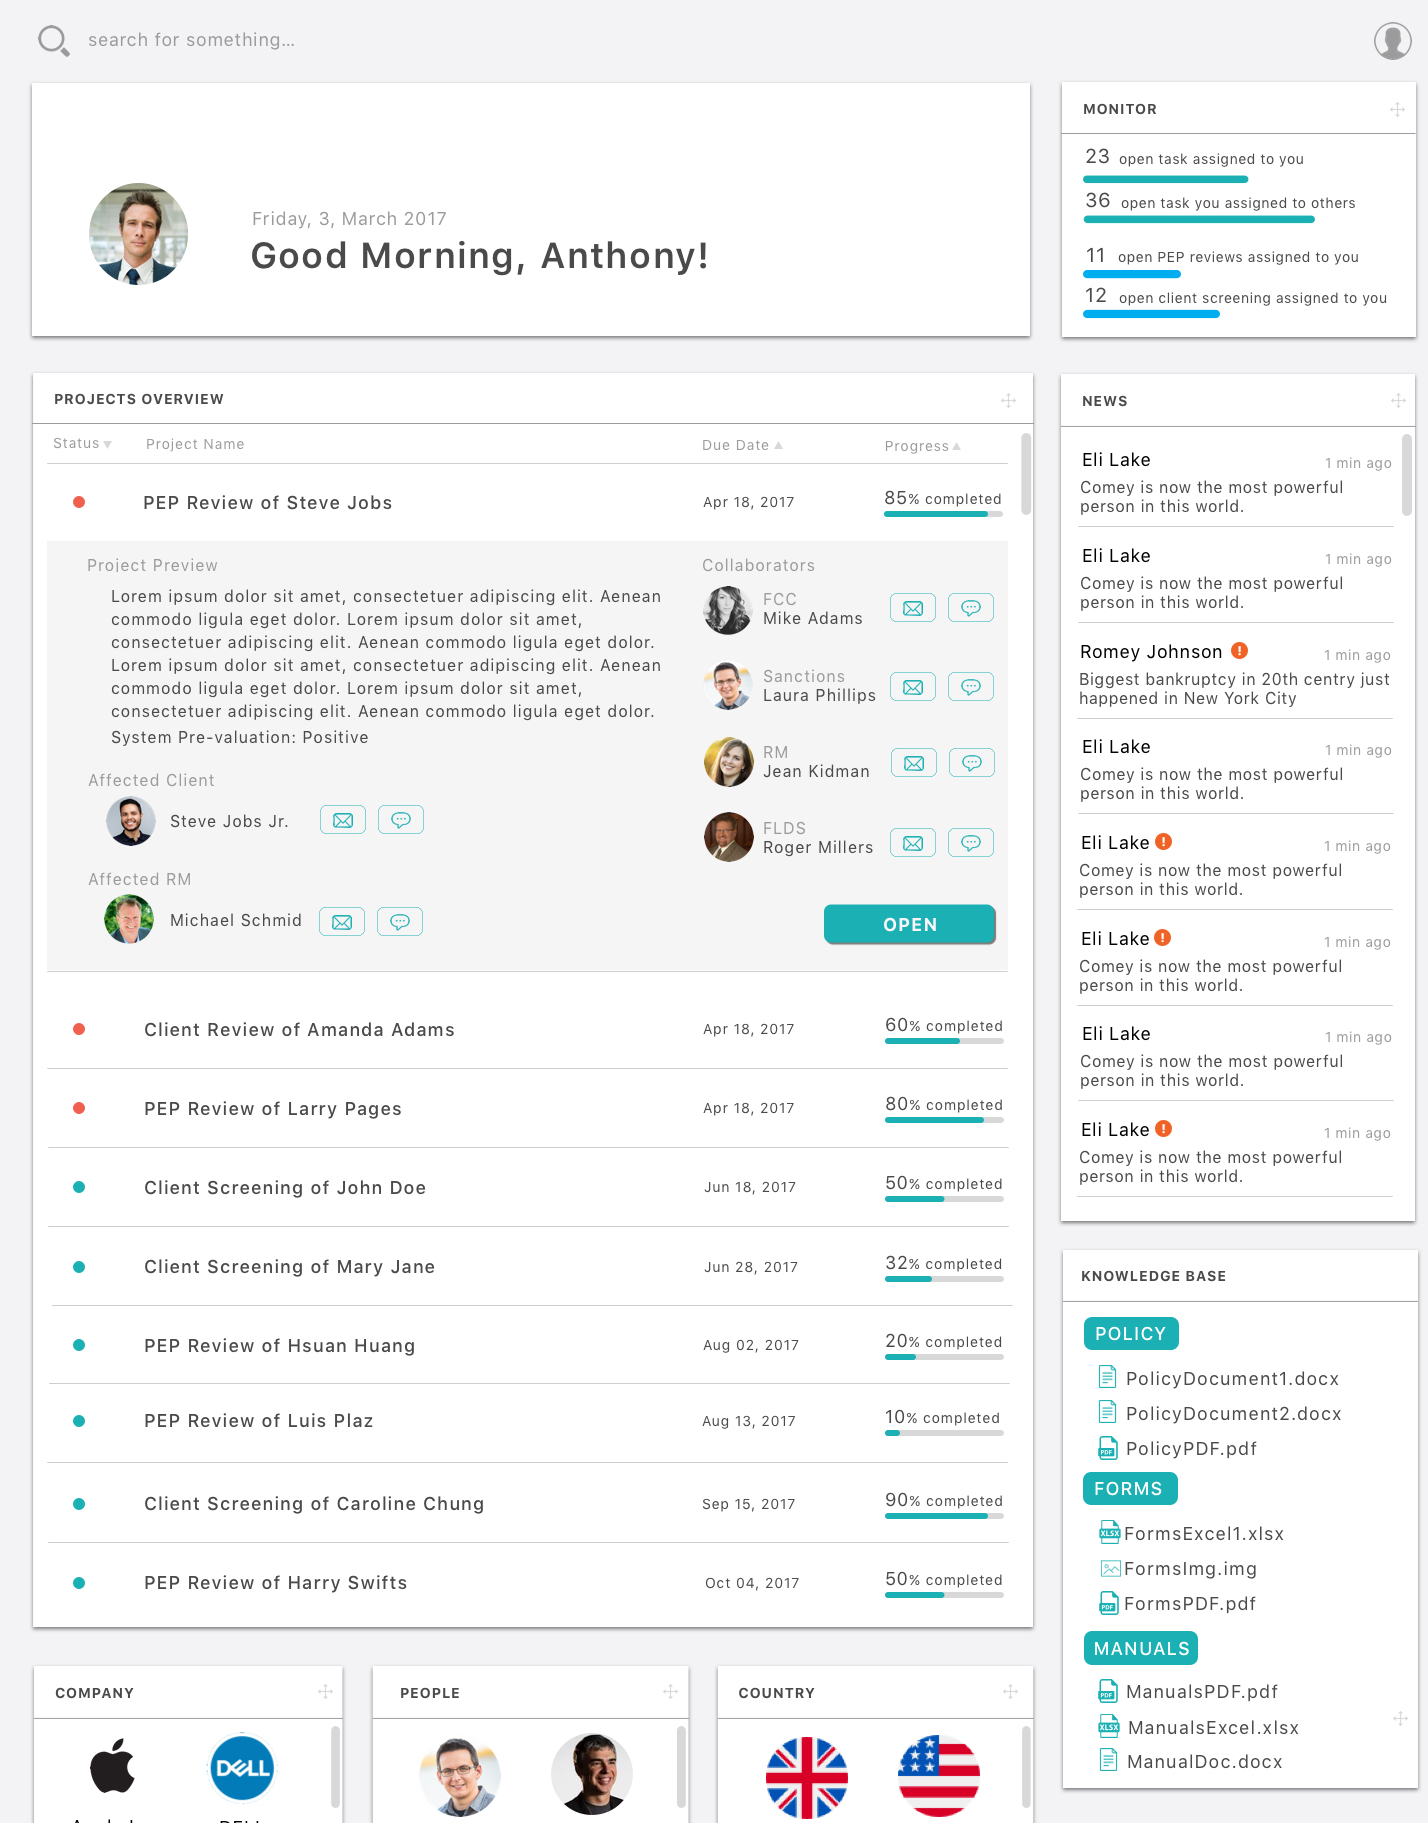 search for something...
Friday, 3, March 2017
Good Morning, Anthony!
MONITOR
23 open task assigned to you
36 open task you assigned to others
11 open PEP reviews assigned to you
12 open client screening assigned to you
PROJECTS OVERVIEW
Status Project Name Due Date Progress
PEP Review of Steve Jobs Apr 18, 2017 85% completed
Project Preview
Lorem ipsum dolor sit amet, consectetuer adipiscing elit. Aenean
commodo ligula eget dolor. Lorem ipsum dolor sit amet,
consectetuer adipiscing elit. Aenean commodo ligula eget dolor.
Lorem ipsum dolor sit amet, consectetuer adipiscing elit. Aenean
commodo ligula eget dolor. Lorem ipsum dolor sit amet,
consectetuer adipiscing elit. Aenean commodo ligula eget dolor.
System Pre-valuation: Positive
Affected Client
Steve Jobs Jr.
Affected RM
Michael Schmid
Collaborators
FCC
Mike Adams
Sanctions
Laura Phillips
RM
Jean Kidman
FLDS
Roger Millers
OPEN
Client Review of Amanda Adams Apr 18, 2017 60% completed
PEP Review of Larry Pages Apr 18, 2017 80% completed
Client Screening of John Doe Jun 18, 2017 50% completed
Client Screening of Mary Jane Jun 28, 2017 32% completed
PEP Review of Hsuan Huang Aug 02, 2017 20% completed
PEP Review of Luis Plaz Aug 13, 2017 10% completed
Client Screening of Caroline Chung Sep 15, 2017 90% completed
PEP Review of Harry Swifts Oct 04, 2017 50% completed
NEWS
Eli Lake 1 min ago
Comey is now the most powerful
person in this world.
Eli Lake 1 min ago
Comey is now the most powerful
person in this world.
Romey Johnson ! 1 min ago
Biggest bankruptcy in 20th centry just
happened in New York City
Eli Lake 1 min ago
Comey is now the most powerful
person in this world.
Eli Lake ! 1 min ago
Comey is now the most powerful
person in this world.
Eli Lake ! 1 min ago
Comey is now the most powerful
person in this world.
Eli Lake 1 min ago
Comey is now the most powerful
person in this world.
Eli Lake ! 1 min ago
Comey is now the most powerful
person in this world.
KNOWLEDGE BASE
POLICY
PolicyDocument1.docx
PolicyDocument2.docx
PDF PolicyPDF.pdf
FORMS
XLSX FormsExcel1.xlsx
FormsImg.img
PDF FormsPDF.pdf
MANUALS
PDF ManualsPDF.pdf
XLSX ManualsExcel.xlsx
ManualDoc.docx
COMPANY
DELL
PEOPLE
COUNTRY